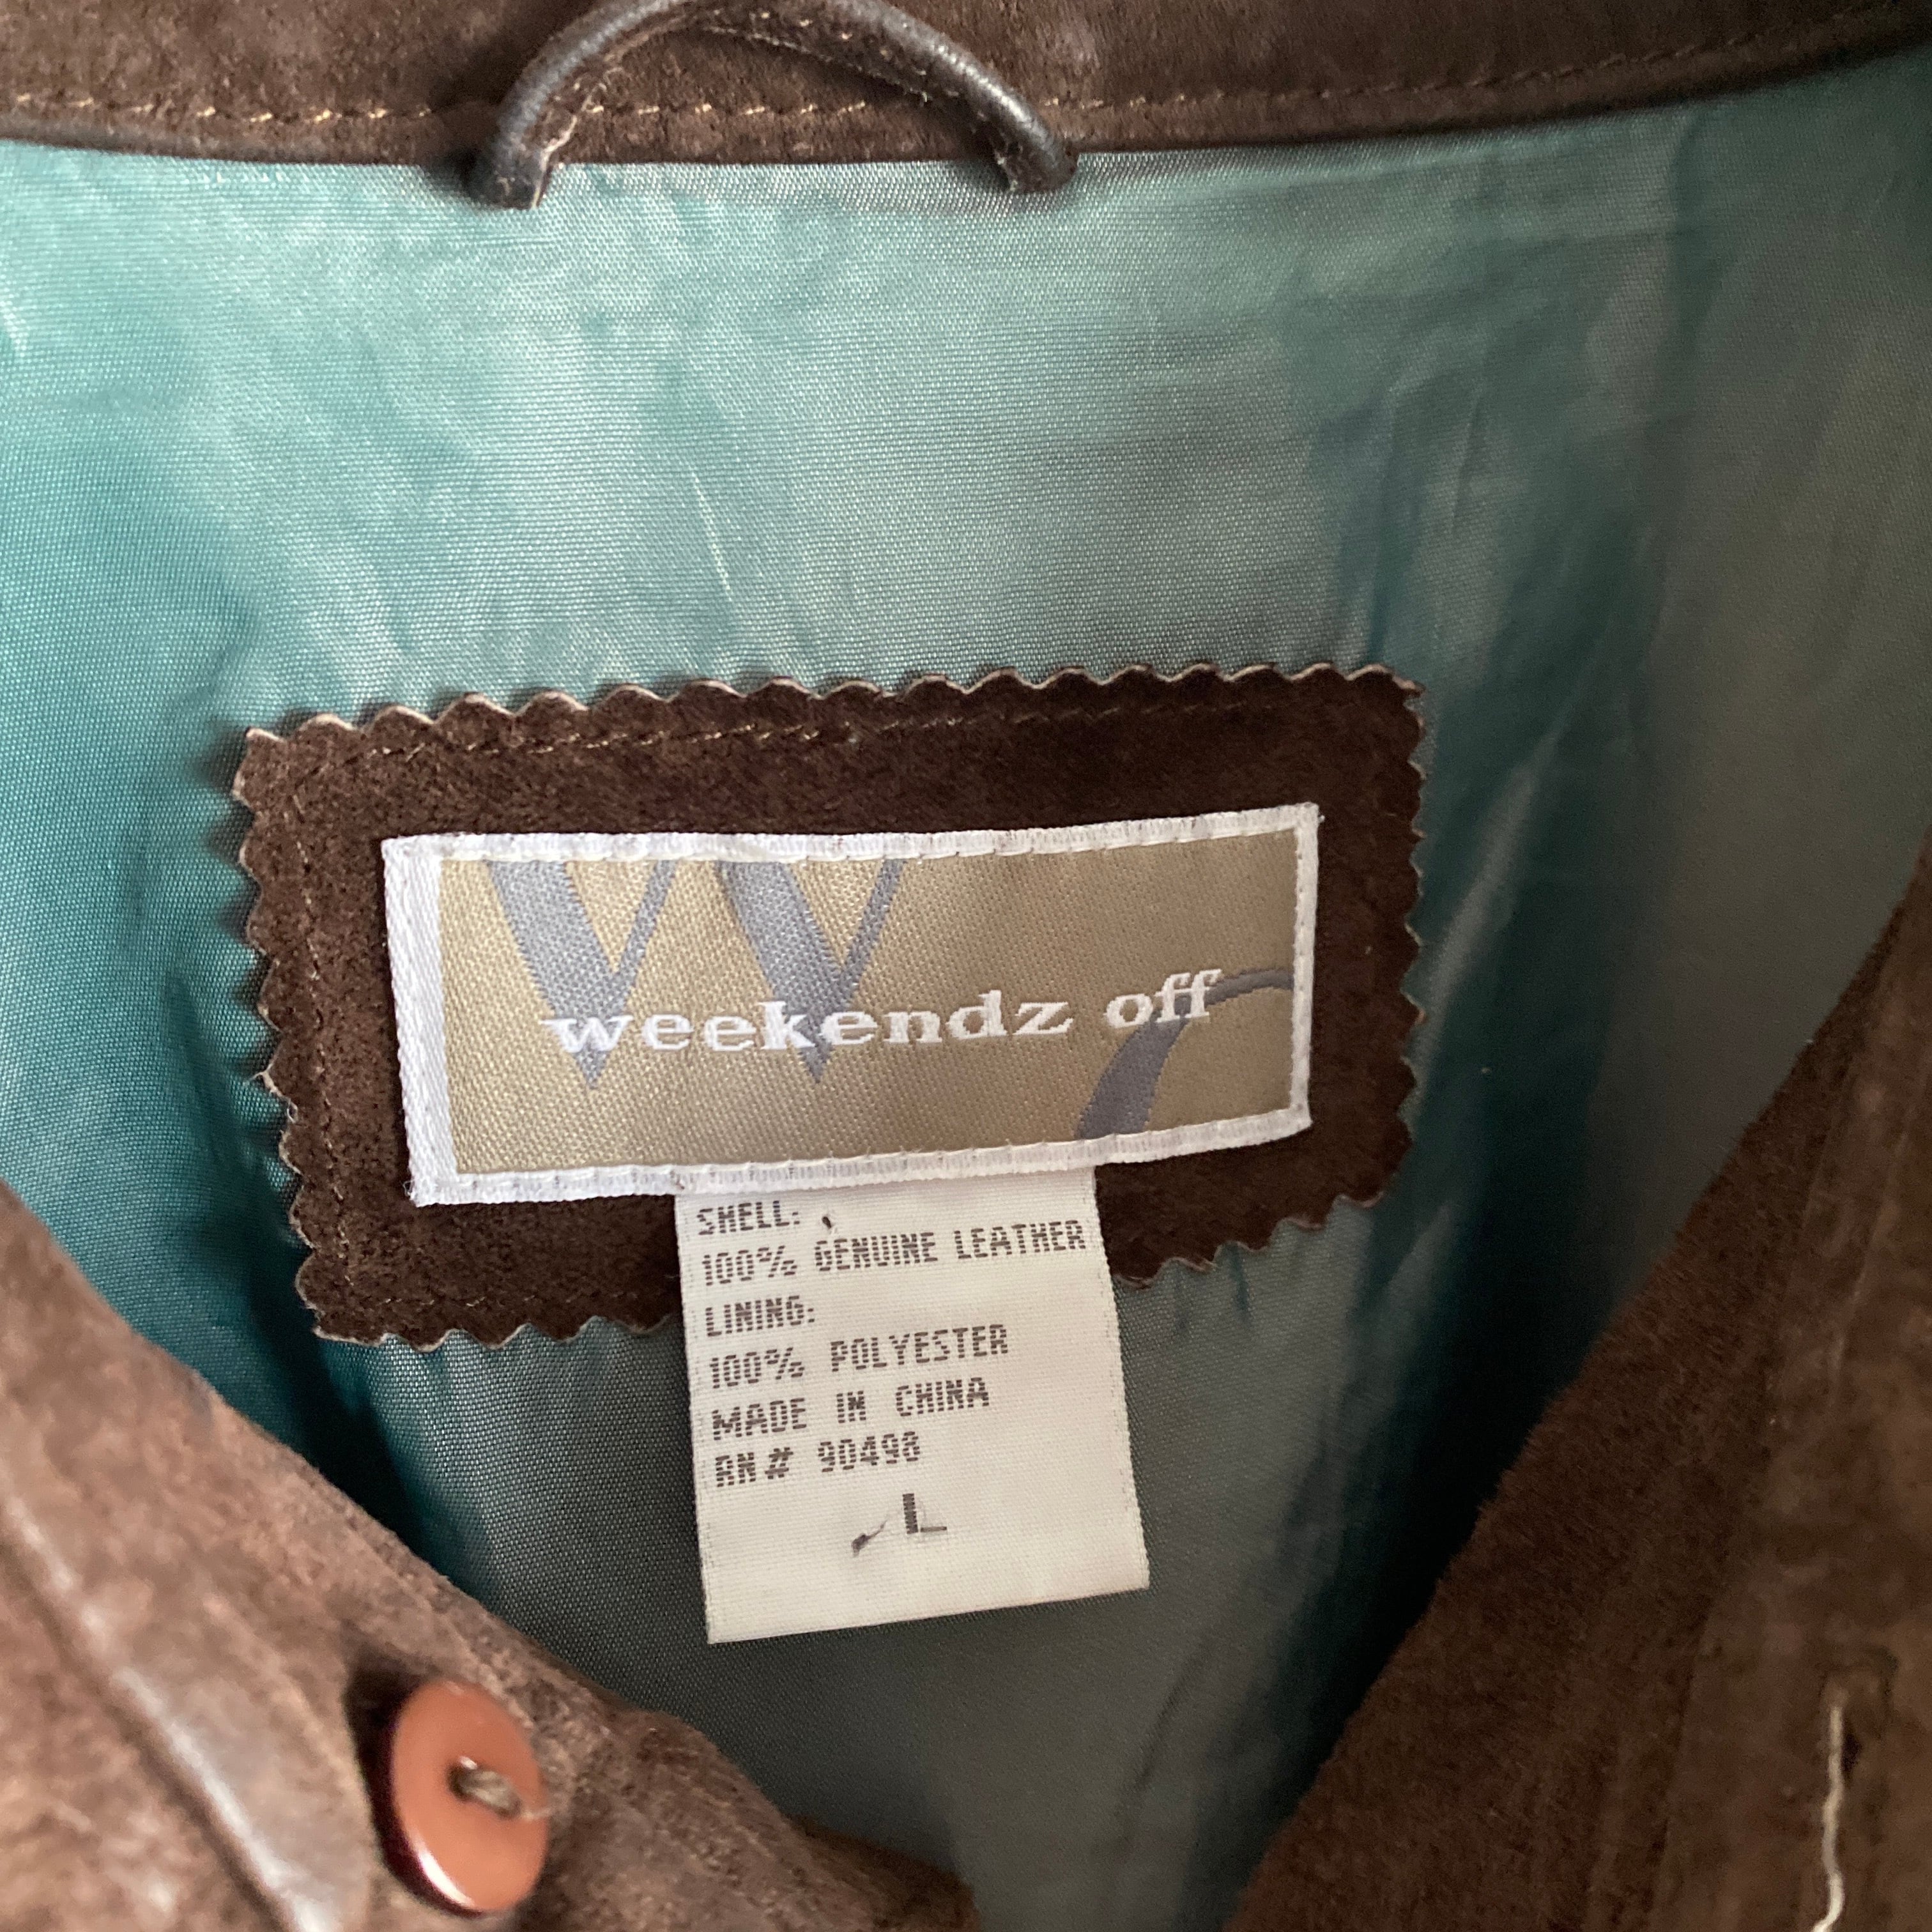 W
weekendz off
SHELL:
100% GENUINE LEATHER
LINING:
100% POLYESTER
MADE IN CHINA
RN# 90498
L